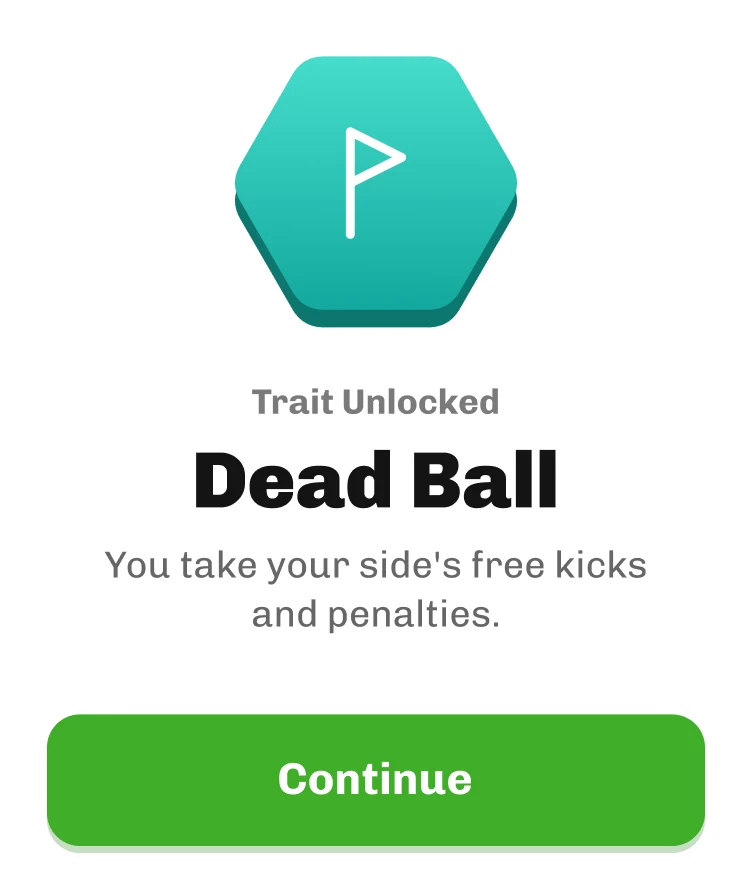 Trait Unlocked
Dead Ball
You take your side's free kicks
and penalties.
Continue